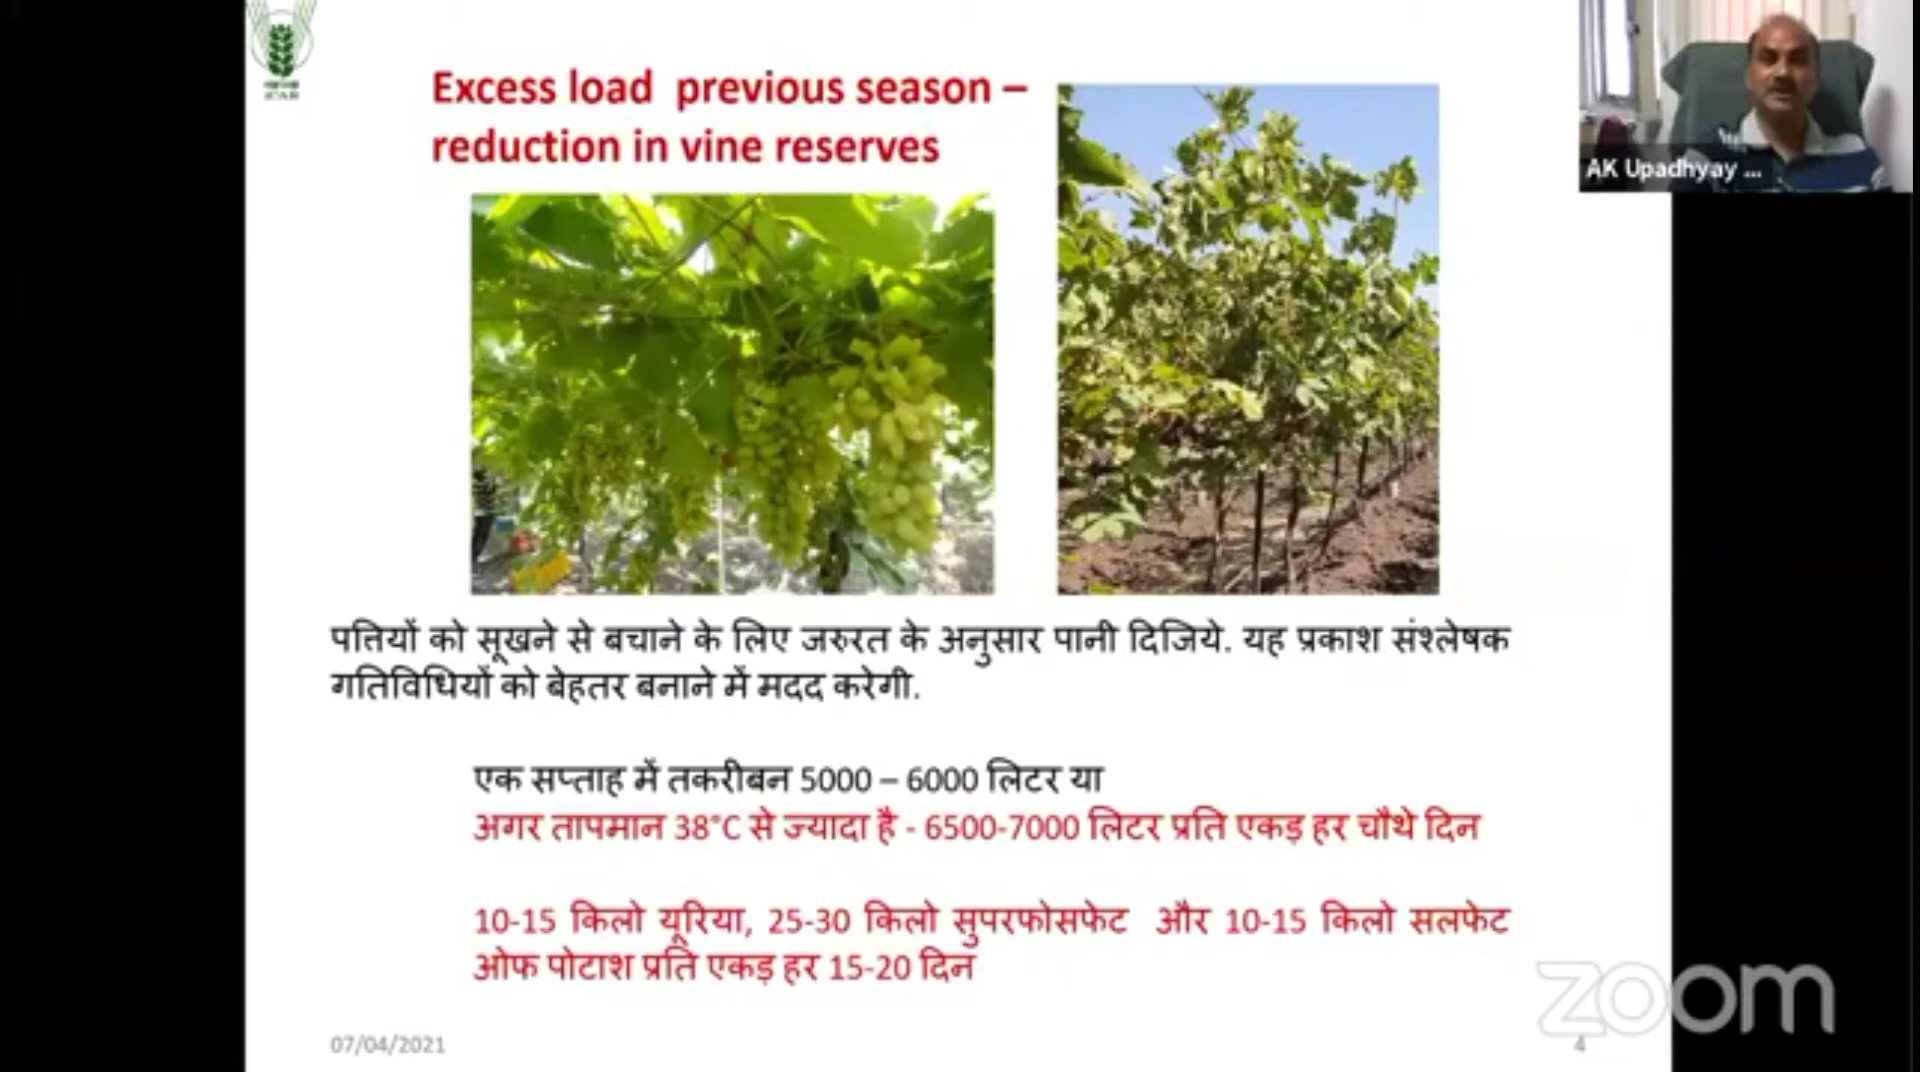 ICAR
Excess load previous season –
reduction in vine reserves
AK Upadhyay ...
पत्तियों को सूखने से बचाने के लिए जरुरत के अनुसार पानी दिजिये. यह प्रकाश संश्लेषक
गतिविधियों को बेहतर बनाने में मदद करेगी.
एक सप्ताह में तकरीबन 5000 – 6000 लिटर या
अगर तापमान 38°C से ज्यादा है - 6500-7000 लिटर प्रति एकड़ हर चौथे दिन
10-15 किलो यूरिया, 25-30 किलो सुपरफोसफेट और 10-15 किलो सलफेट
ओफ पोटाश प्रति एकड़ हर 15-20 दिन
07/04/2021
4
zoom